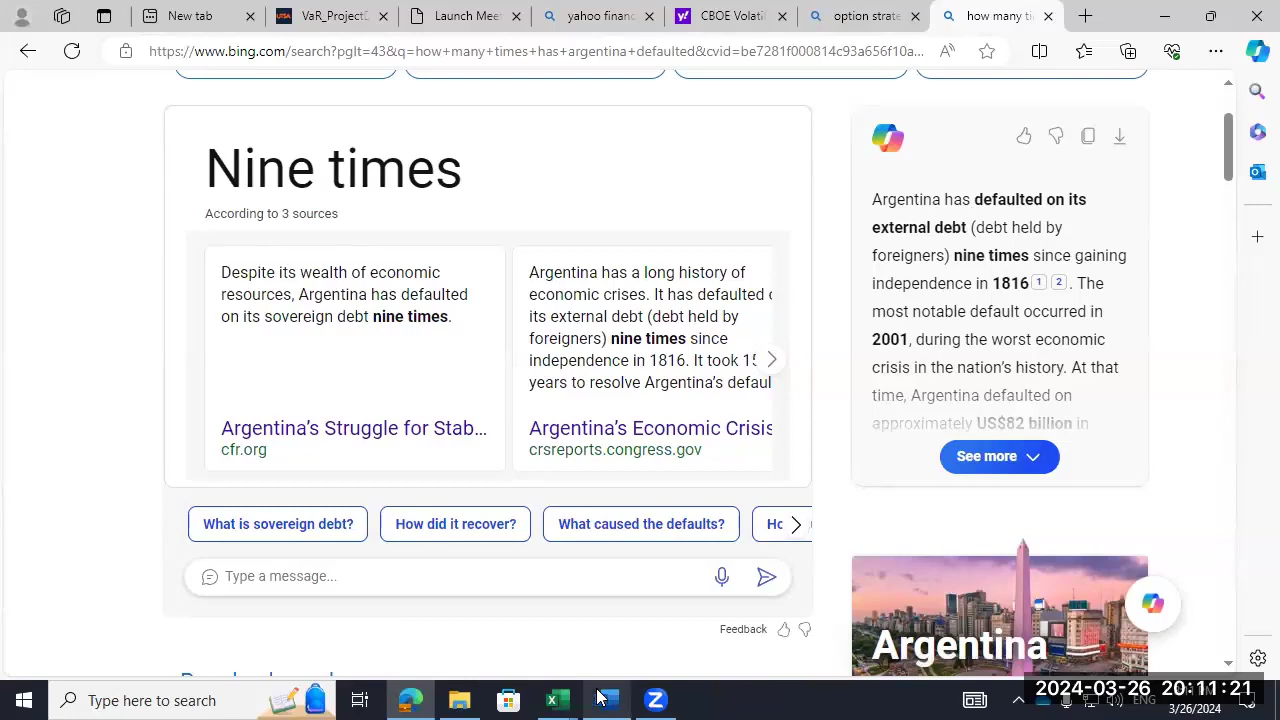 New tab
VaR_Project
Launch Mee
yahoo financ
CBOE Volati
option strate
how many ti
https://www.bing.com/search?pglt=43&q=how+many+times+has+argentina+defaulted&cvid=be7281f000814c93a656f10a...
Nine times
According to 3 sources
Despite its wealth of economic
resources, Argentina has defaulted
on its sovereign debt nine times.
Argentina's Struggle for Stab...
cfr.org
Argentina has a long history of
economic crises. It has defaulted o
its external debt (debt held by
foreigners) nine times since
independence in 1816. It took 15
years to resolve Argentina's defaul
Argentina's Economic Crisis
crsreports.congress.gov
What is sovereign debt?
How did it recover?
What caused the defaults?
Type a message...
Feedback
Argentina has defaulted on its
external debt (debt held by
foreigners) nine times since gaining
independence in 1816 1 2 . The
most notable default occurred in
2001, during the worst economic
crisis in the nation's history. At that
time, Argentina defaulted on
approximately US$82 billion in
See more
Argentina
Type here to search
ENG
2024-03-26 20:11:21
3/26/2024